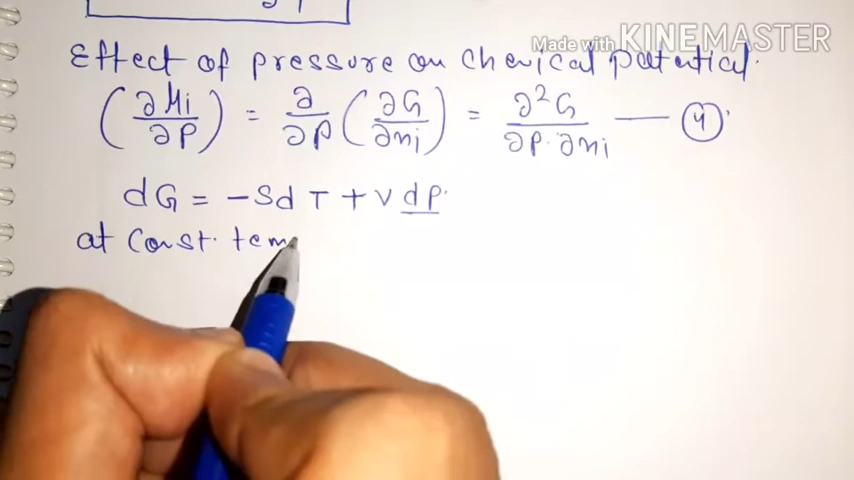 Made with KINEMASTER
Effect of pressure on chemical potential.
(∂μi/∂P) = ∂/∂P (∂G/∂ni) = ∂²G/∂P.∂ni — (4)
dG = -SdT + V dP.
at const. tem